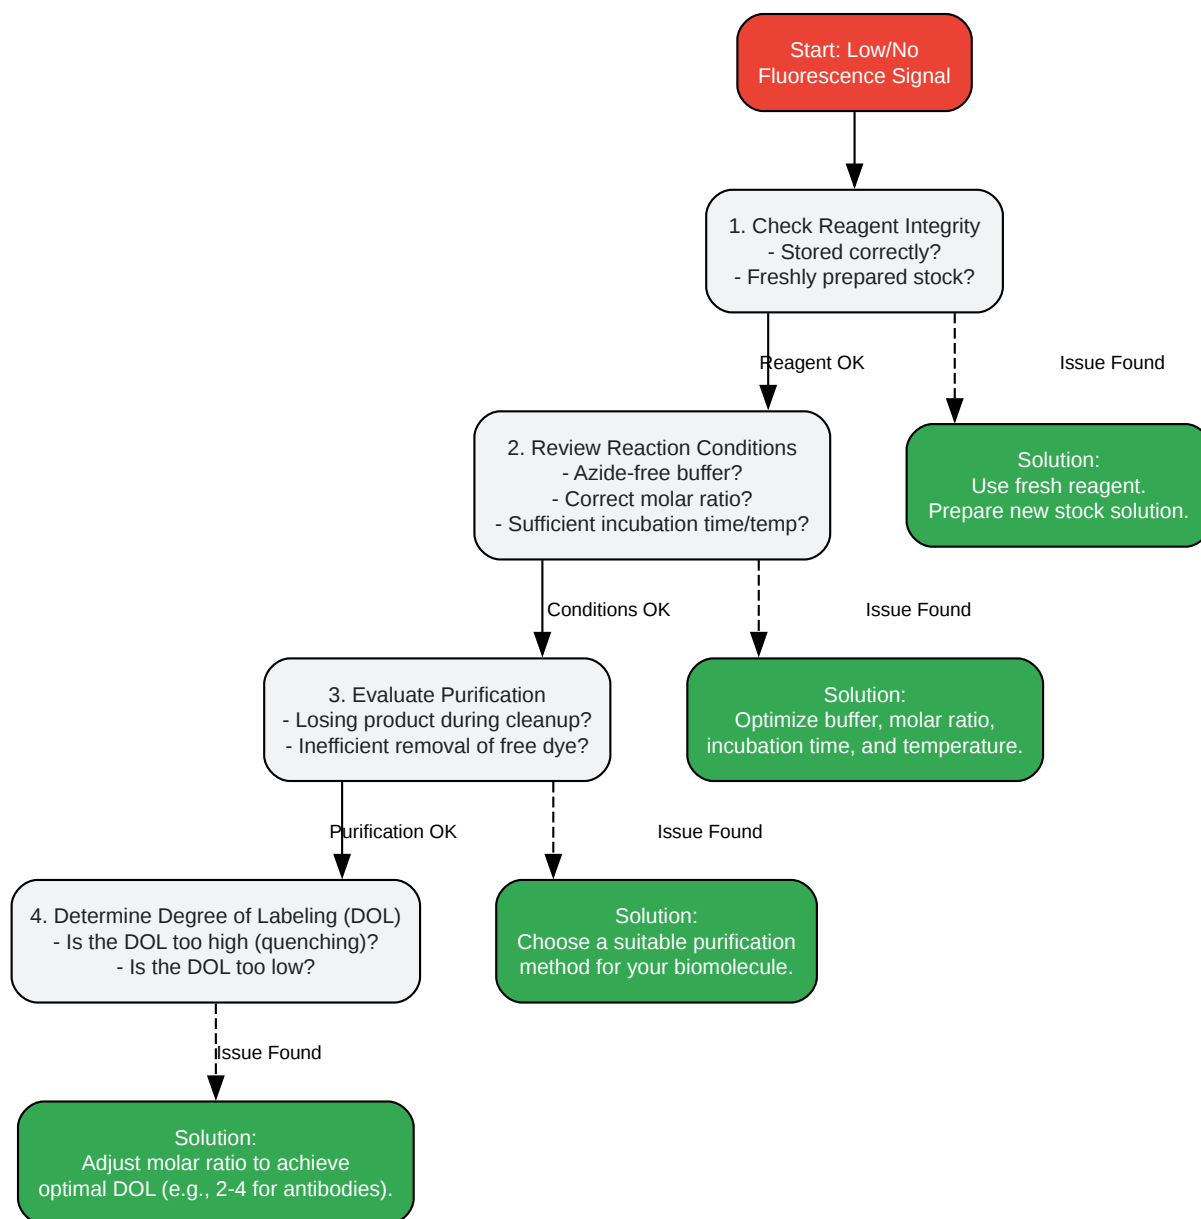 Start: Low/No
Fluorescence Signal
1. Check Reagent Integrity
- Stored correctly?
- Freshly prepared stock?
Reagent OK
Issue Found
2. Review Reaction Conditions
- Azide-free buffer?
- Correct molar ratio?
- Sufficient incubation time/temp?
Solution:
Use fresh reagent.
Prepare new stock solution.
Conditions OK
Issue Found
3. Evaluate Purification
- Losing product during cleanup?
- Inefficient removal of free dye?
Solution:
Optimize buffer, molar ratio,
incubation time, and temperature.
Purification OK
Issue Found
4. Determine Degree of Labeling (DOL)
- Is the DOL too high (quenching)?
- Is the DOL too low?
Solution:
Choose a suitable purification
method for your biomolecule.
Issue Found
Solution:
Adjust molar ratio to achieve
optimal DOL (e.g., 2-4 for antibodies).